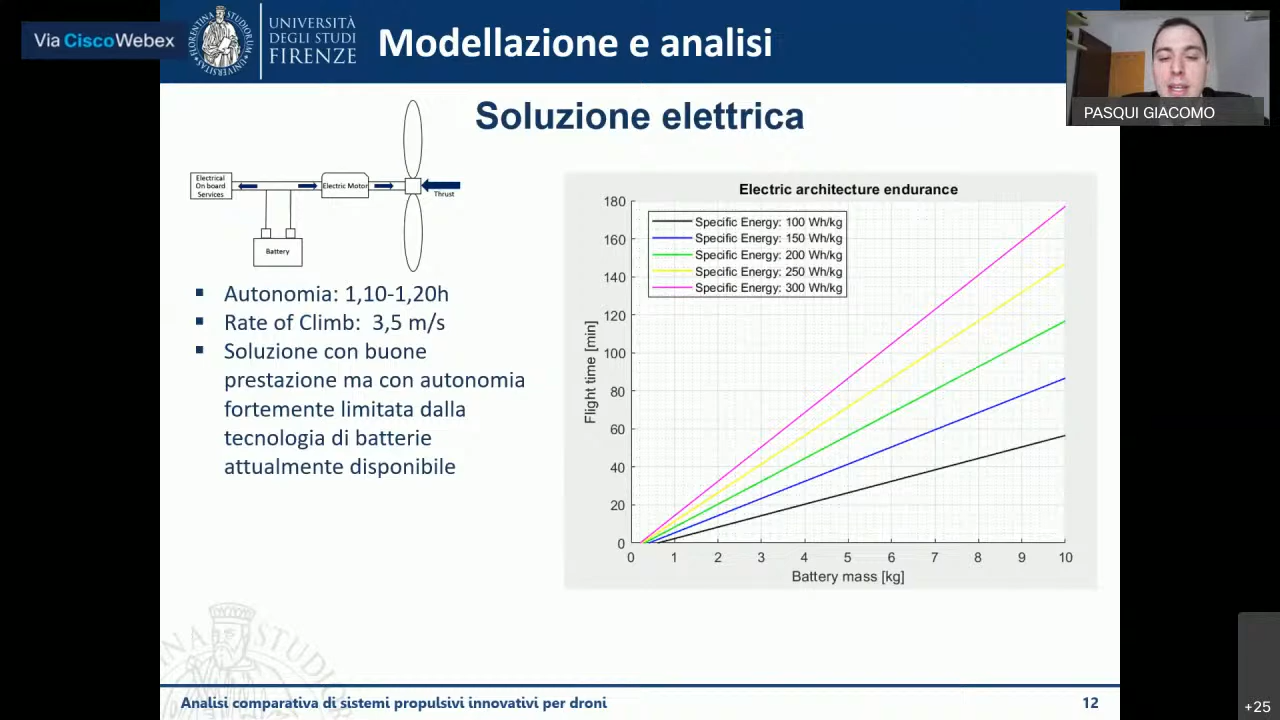 Via Cisco Webex
UNIVERSITÀ
DEGLI STUDI
FIRENZE
Modellazione e analisi
PASQUI GIACOMO
Soluzione elettrica
Electrical
On board
Services
Electric Motor
Thrust
Battery
Autonomia: 1,10-1,20h
Rate of Climb: 3,5 m/s
Soluzione con buone
prestazione ma con autonomia
fortemente limitata dalla
tecnologia di batterie
attualmente disponibile
Electric architecture endurance
Specific Energy: 100 Wh/kg
Specific Energy: 150 Wh/kg
Specific Energy: 200 Wh/kg
Specific Energy: 250 Wh/kg
Specific Energy: 300 Wh/kg
Flight time [min]
180
160
140
120
100
80
60
40
20
0
0 1 2 3 4 5 6 7 8 9 10
Battery mass [kg]
Analisi comparativa di sistemi propulsivi innovativi per droni
12
+25